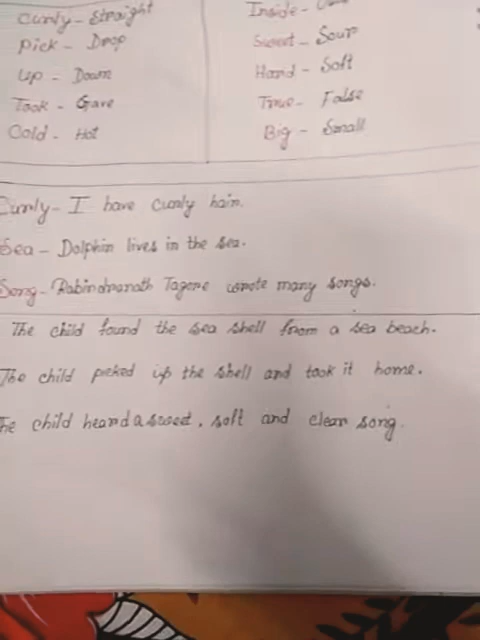 Curly - Straight
Pick - Drop
Up - Down
Took - Gave
Cold - Hot
Inside -
Sweet - Sour
Hard - Soft
True - False
Big - Small
Curly - I have curly hair.
Sea - Dolphin lives in the sea.
Song - Rabindranath Tagore wrote many songs.
The child found the sea shell from a sea beach.
The child picked up the shell and took it home.
The child heard a sweet, soft and clear song.